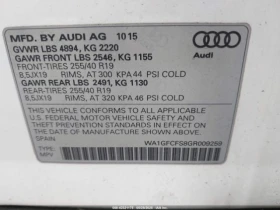 MFD. BY AUDI AG 10 15
GVWR LBS 4894, KG 2220
GAWR FRONT LBS 2546, KG 1155
FRONT-TIRES 255/40 R19
8.5JX19 RIMS, AT 300 KPA 44 PSI COLD
GAWR REAR LBS 2491, KG 1130
REAR-TIRES 255/40 R19
8.5JX19 RIMS, AT 320 KPA 46 PSI COLD
Audi
THIS VEHICLE CONFORMS TO ALL APPLICABLE
U.S. FEDERAL MOTOR VEHICLE SAFETY
STANDARDS IN EFFECT ON THE DATE OF
MANUFACTURE SHOWN ABOVE.
SPAIN WA1GFCFS8GR009259
TYPE: MPV